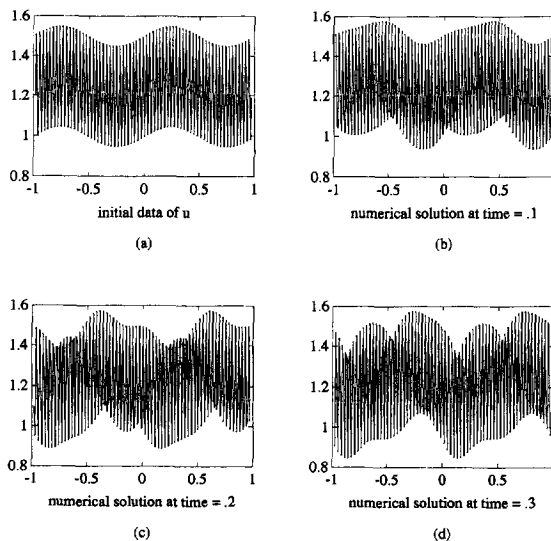 1.6
1.4
1.2
1
0.8
-1 -0.5 0 0.5 1
initial data of u
(a)
1.6
1.4
1.2
1
0.8
-1 -0.5 0 0.5 1
numerical solution at time = .1
(b)
1.6
1.4
1.2
1
0.8
-1 -0.5 0 0.5 1
numerical solution at time = .2
(c)
1.6
1.4
1.2
1
0.8
-1 -0.5 0 0.5 1
numerical solution at time = .3
(d)